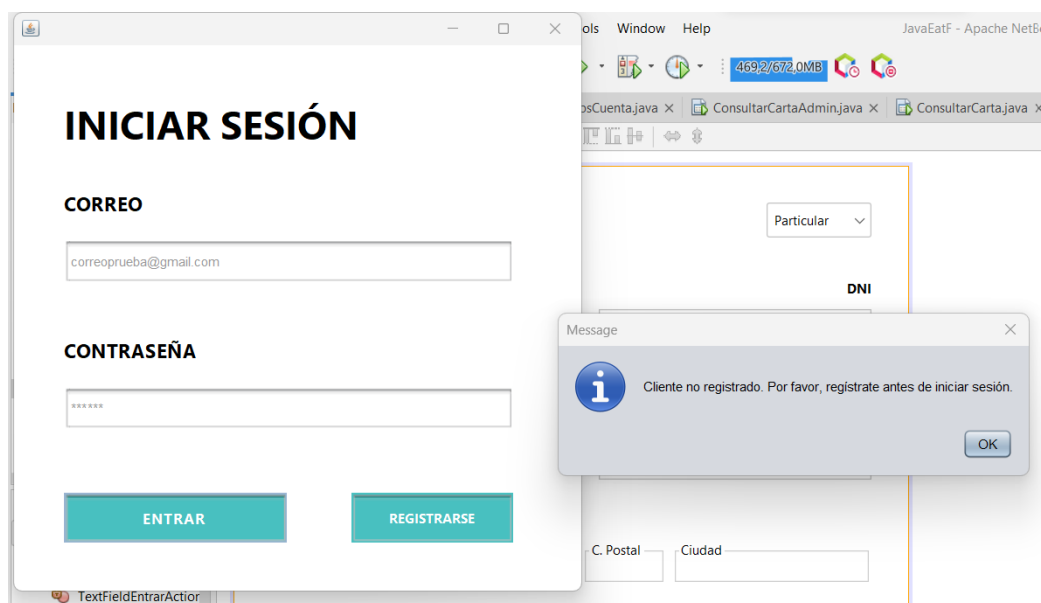 ols Window Help
JavaEatF - Apache NetBe
469,2/672,0MB
osCuenta.java
ConsultarCartaAdmin.java
ConsultarCarta.java
INICIAR SESIÓN
CORREO
correoprueba@gmail.com
CONTRASEÑA
******
ENTRAR
REGISTRARSE
Particular
DNI
Message
Cliente no registrado. Por favor, regístrate antes de iniciar sesión.
OK
C. Postal
Ciudad
TextFieldEntrarAction